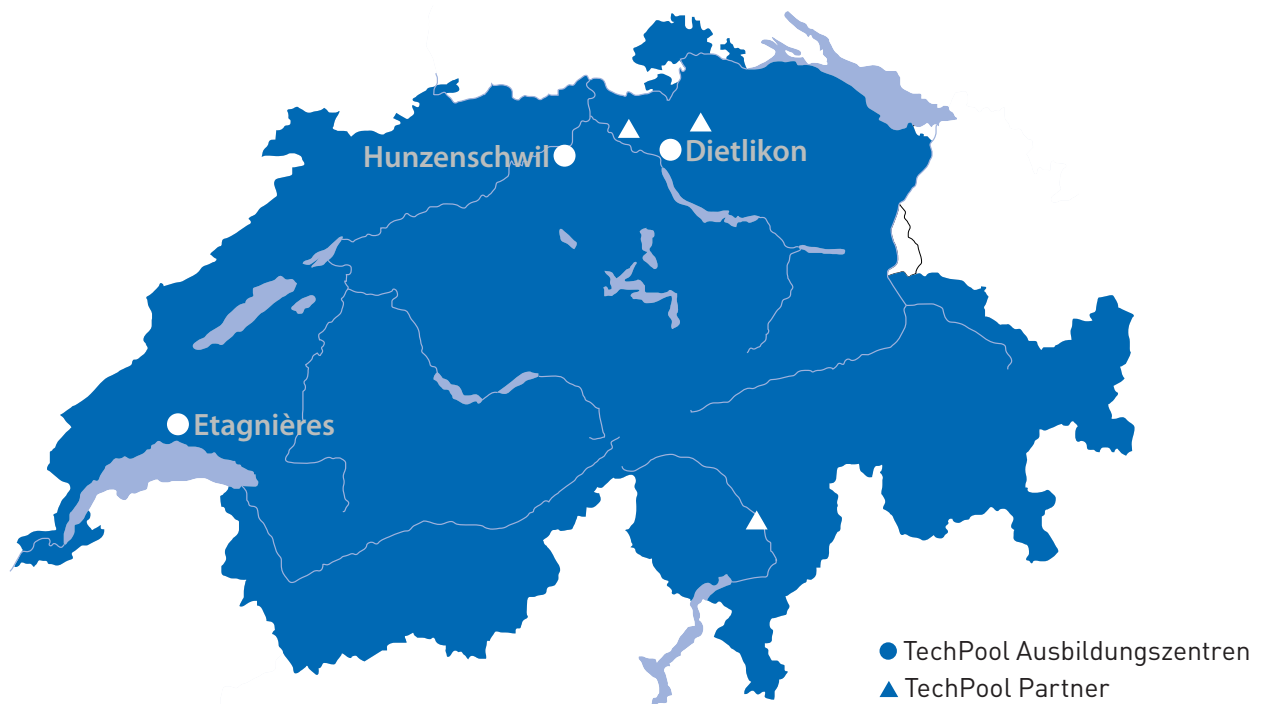 Hunzenschwil
Dietlikon
Etagnières
TechPool Ausbildungszentren
TechPool Partner